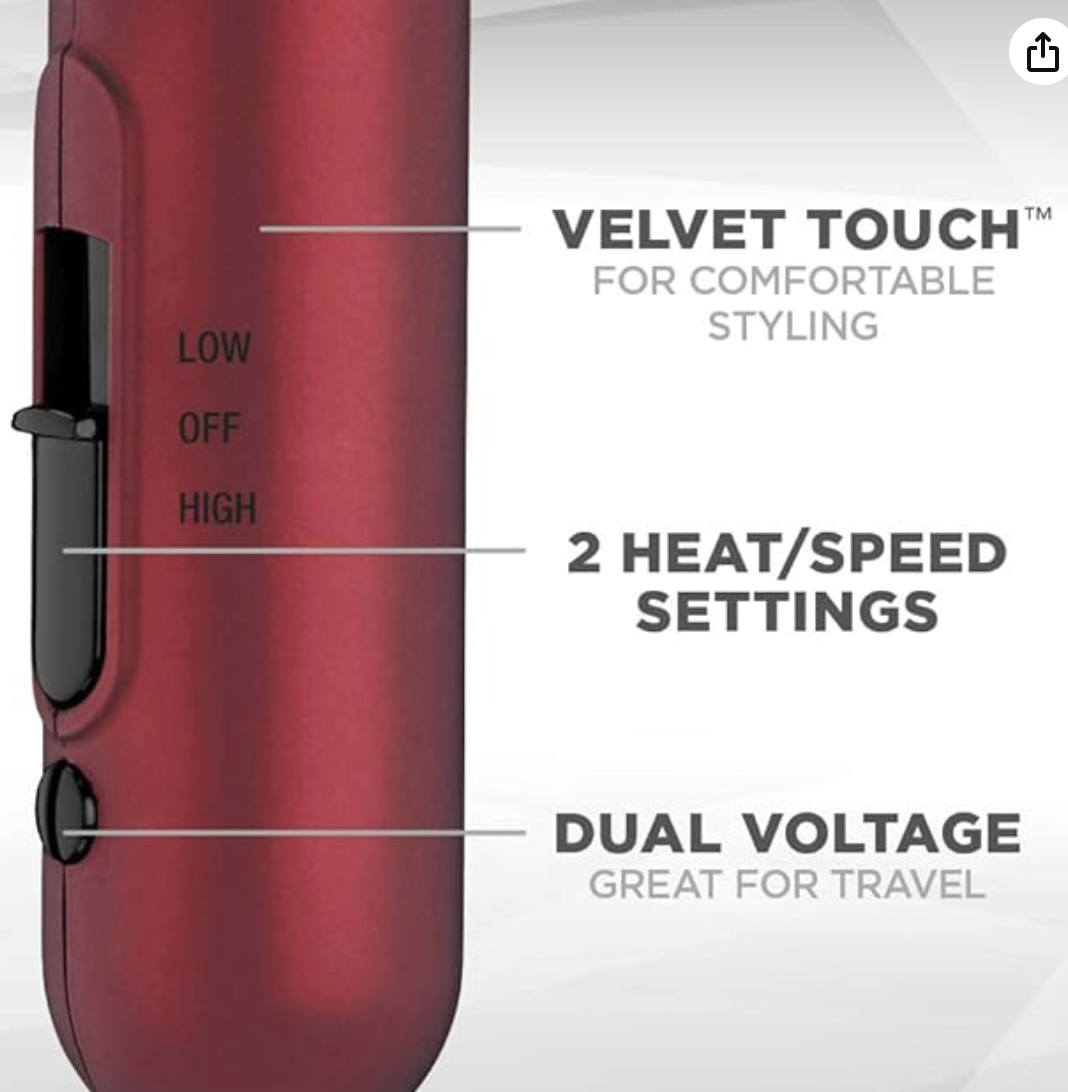 VELVET TOUCH™
FOR COMFORTABLE
STYLING
LOW
OFF
HIGH
2 HEAT/SPEED
SETTINGS
DUAL VOLTAGE
GREAT FOR TRAVEL